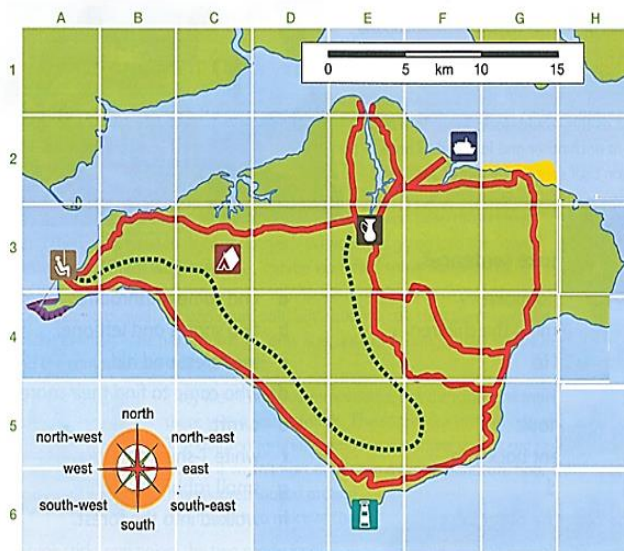 A B C D E F G H
1
0 5 km 10 15
2
3
4
5
6
north
north-west north-east
west east
south-west south-east
south